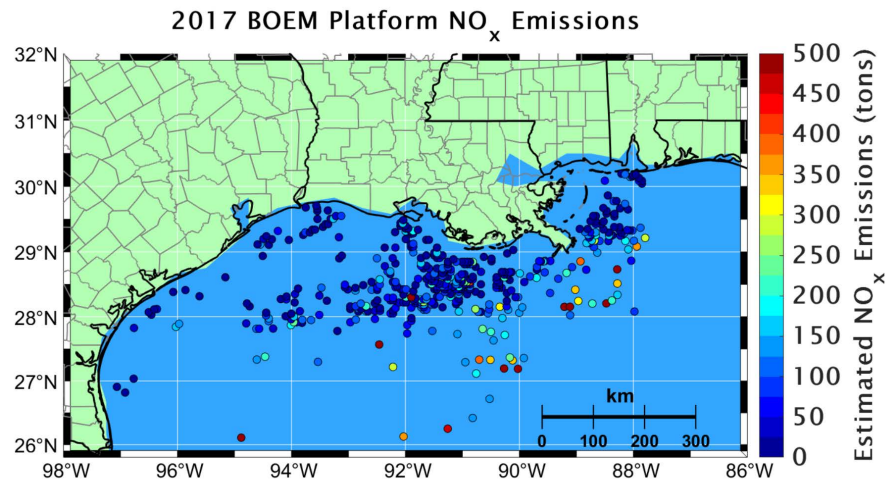 2017 BOEM Platform NOx Emissions
32°N
31°N
30°N
29°N
28°N
27°N
26°N
98°W
96°W
94°W
92°W
90°W
88°W
86°W
km
0 100 200 300
500
450
400
350
300
250
200
150
100
50
0
Estimated NOx Emissions (tons)